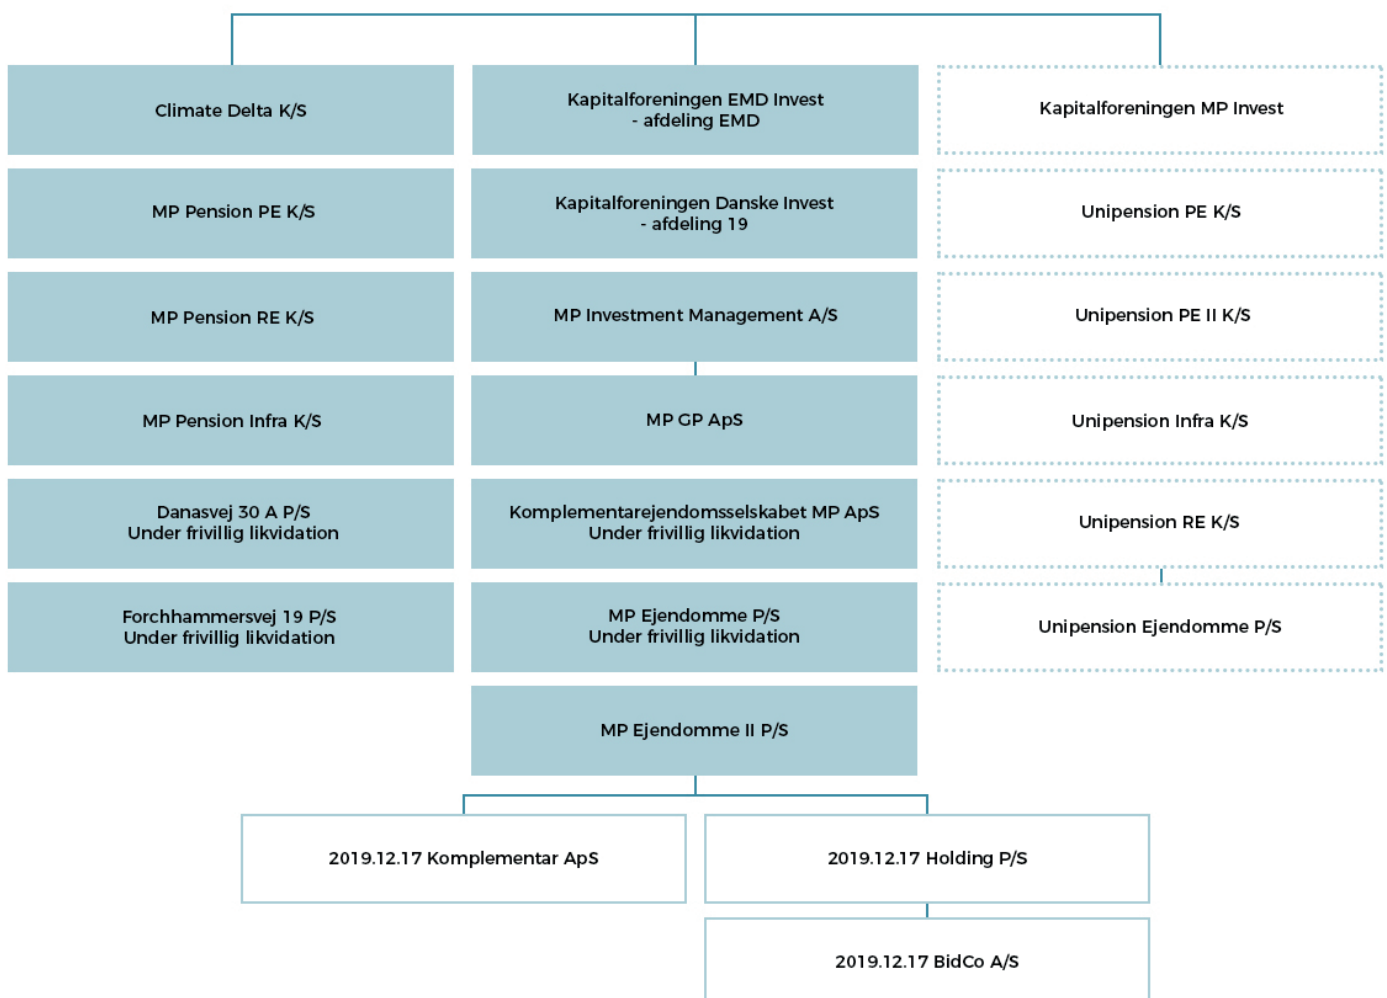 Climate Delta K/S
Kapitalforeningen EMD Invest
- afdeling EMD
Kapitalforeningen MP Invest
MP Pension PE K/S
Kapitalforeningen Danske Invest
- afdeling 19
Unipension PE K/S
MP Pension RE K/S
MP Investment Management A/S
Unipension PE II K/S
MP Pension Infra K/S
MP GP ApS
Unipension Infra K/S
Danasvej 30 A P/S
Under frivillig likvidation
Komplementarejendomsselskabet MP ApS
Under frivillig likvidation
Unipension RE K/S
Forchhammersvej 19 P/S
Under frivillig likvidation
MP Ejendomme P/S
Under frivillig likvidation
Unipension Ejendomme P/S
MP Ejendomme II P/S
2019.12.17 Komplementar ApS
2019.12.17 Holding P/S
2019.12.17 BidCo A/S